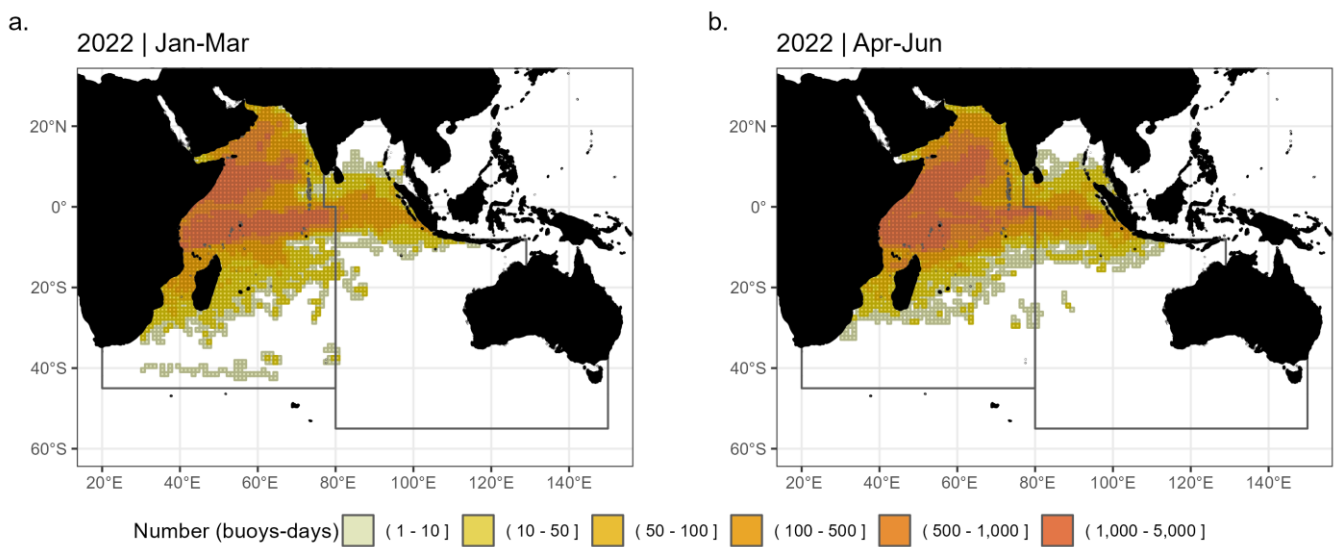 a.
2022 | Jan-Mar
20°N
0°
20°S
40°S
60°S
20°E 40°E 60°E 80°E 100°E 120°E 140°E
b.
2022 | Apr-Jun
20°N
0°
20°S
40°S
60°S
20°E 40°E 60°E 80°E 100°E 120°E 140°E
Number (buoys-days) ( 1 - 10 ] ( 10 - 50 ] ( 50 - 100 ] ( 100 - 500 ] ( 500 - 1,000 ] ( 1,000 - 5,000 ]